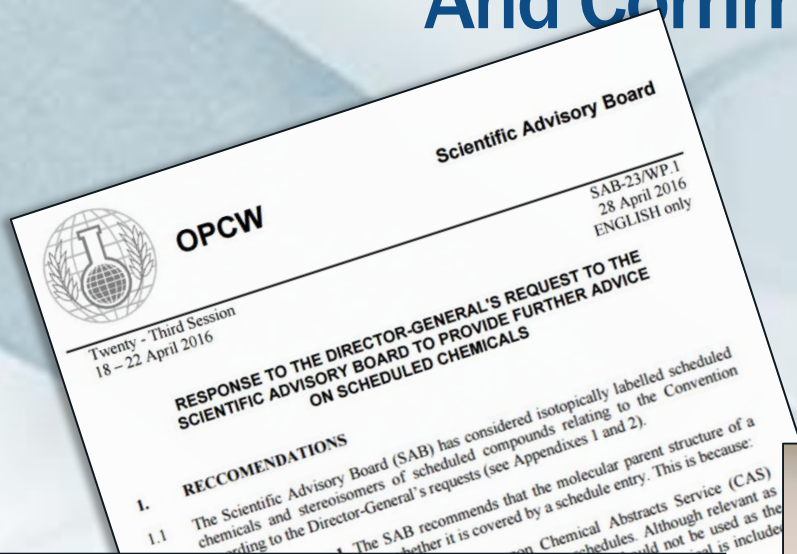 And Comm
Scientific Advisory Board
OPCW
SAB-23/WP.1
28 April 2016
ENGLISH only
Twenty - Third Session
18 – 22 April 2016
RESPONSE TO THE DIRECTOR-GENERAL'S REQUEST TO THE
SCIENTIFIC ADVISORY BOARD TO PROVIDE FURTHER ADVICE
ON SCHEDULED CHEMICALS
1. RECCOMENDATIONS
1.1 The Scientific Advisory Board (SAB) has considered isotopically labelled scheduled
chemicals and stereoisomers of scheduled compounds relating to the Convention
to the Director-General's requests (see Appendixes 1 and 2).
The SAB recommends that the molecular parent structure of a
whether it is covered by a schedule entry. This is because:
on Chemical Abstracts Service (CAS)
schedules. Although relevant as
not be used as the
is include